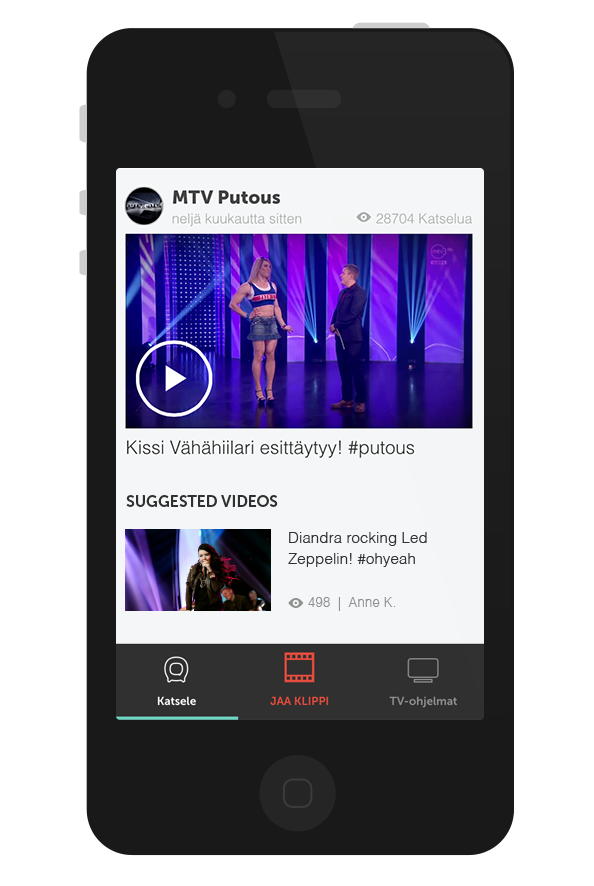 MTV Putous
neljä kuukautta sitten
28704 Katselua
mtv
Kissi Vähähiilari esittäytyy! #putous
SUGGESTED VIDEOS
Diandra rocking Led
Zeppelin! #ohyeah
498 | Anne K.
Katsele
JAA KLIPPI
TV-ohjelmat